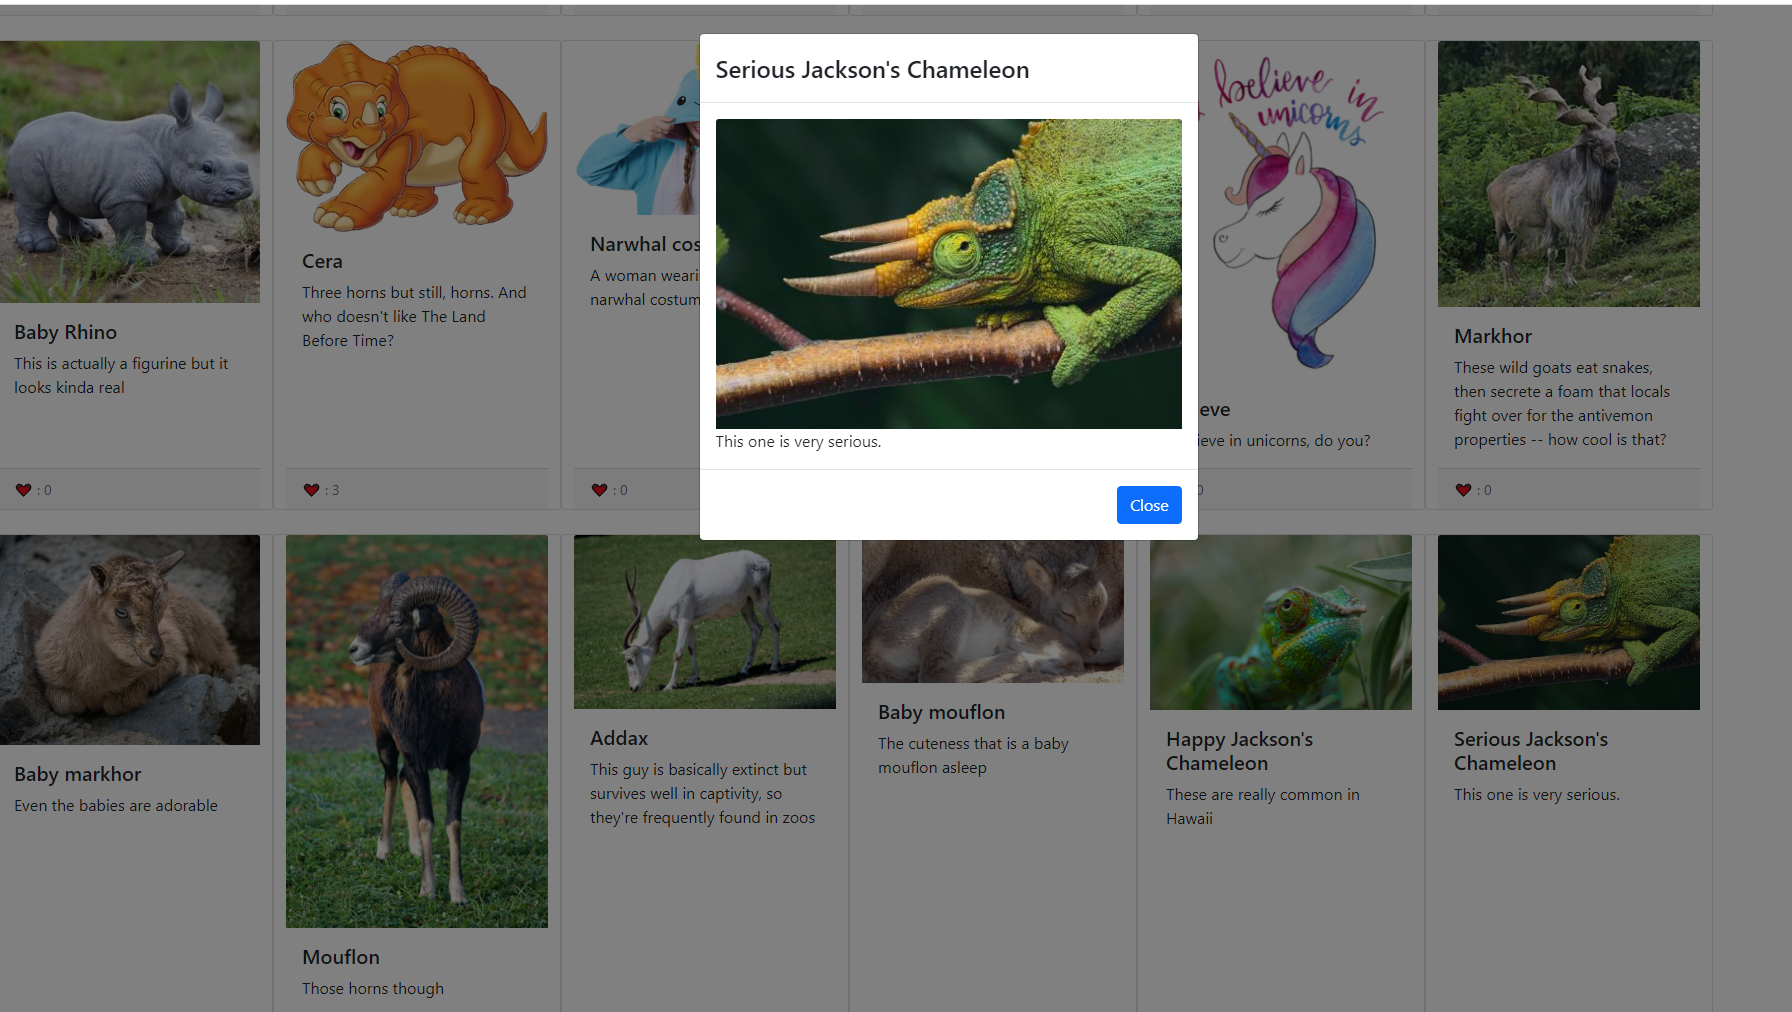 Serious Jackson's Chameleon
This one is very serious.
Close
Baby Rhino
This is actually a figurine but it
looks kinda real
: 0
Cera
Three horns but still, horns. And
who doesn't like The Land
Before Time?
: 3
Narwhal cos
A woman weari
narwhal costum
: 0
believe in
unicorns
eve
ieve in unicorns, do you?
0
Markhor
These wild goats eat snakes,
then secrete a foam that locals
fight over for the antivemon
properties -- how cool is that?
: 0
Baby markhor
Even the babies are adorable
Mouflon
Those horns though
Addax
This guy is basically extinct but
survives well in captivity, so
they're frequently found in zoos
Baby mouflon
The cuteness that is a baby
mouflon asleep
Happy Jackson's
Chameleon
These are really common in
Hawaii
Serious Jackson's
Chameleon
This one is very serious.